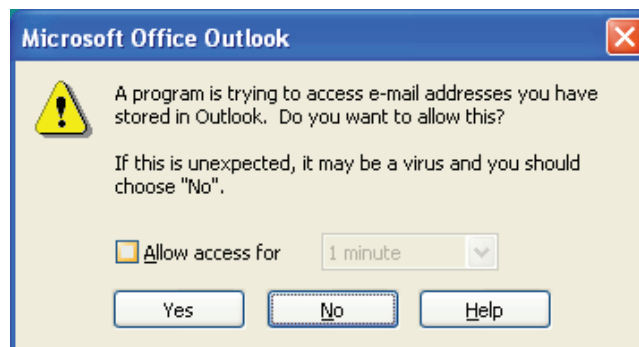 Microsoft Office Outlook
A program is trying to access e-mail addresses you have
stored in Outlook.  Do you want to allow this?
If this is unexpected, it may be a virus and you should
choose "No".
Allow access for 1 minute
Yes No Help